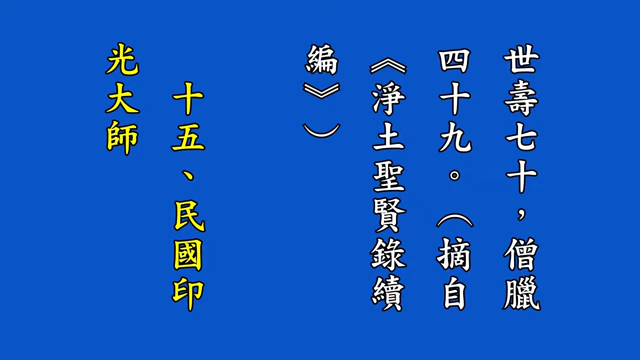 世壽七十，僧臘
四十九。（摘自
《淨土聖賢錄續
編》）
十五、民國印
光大師